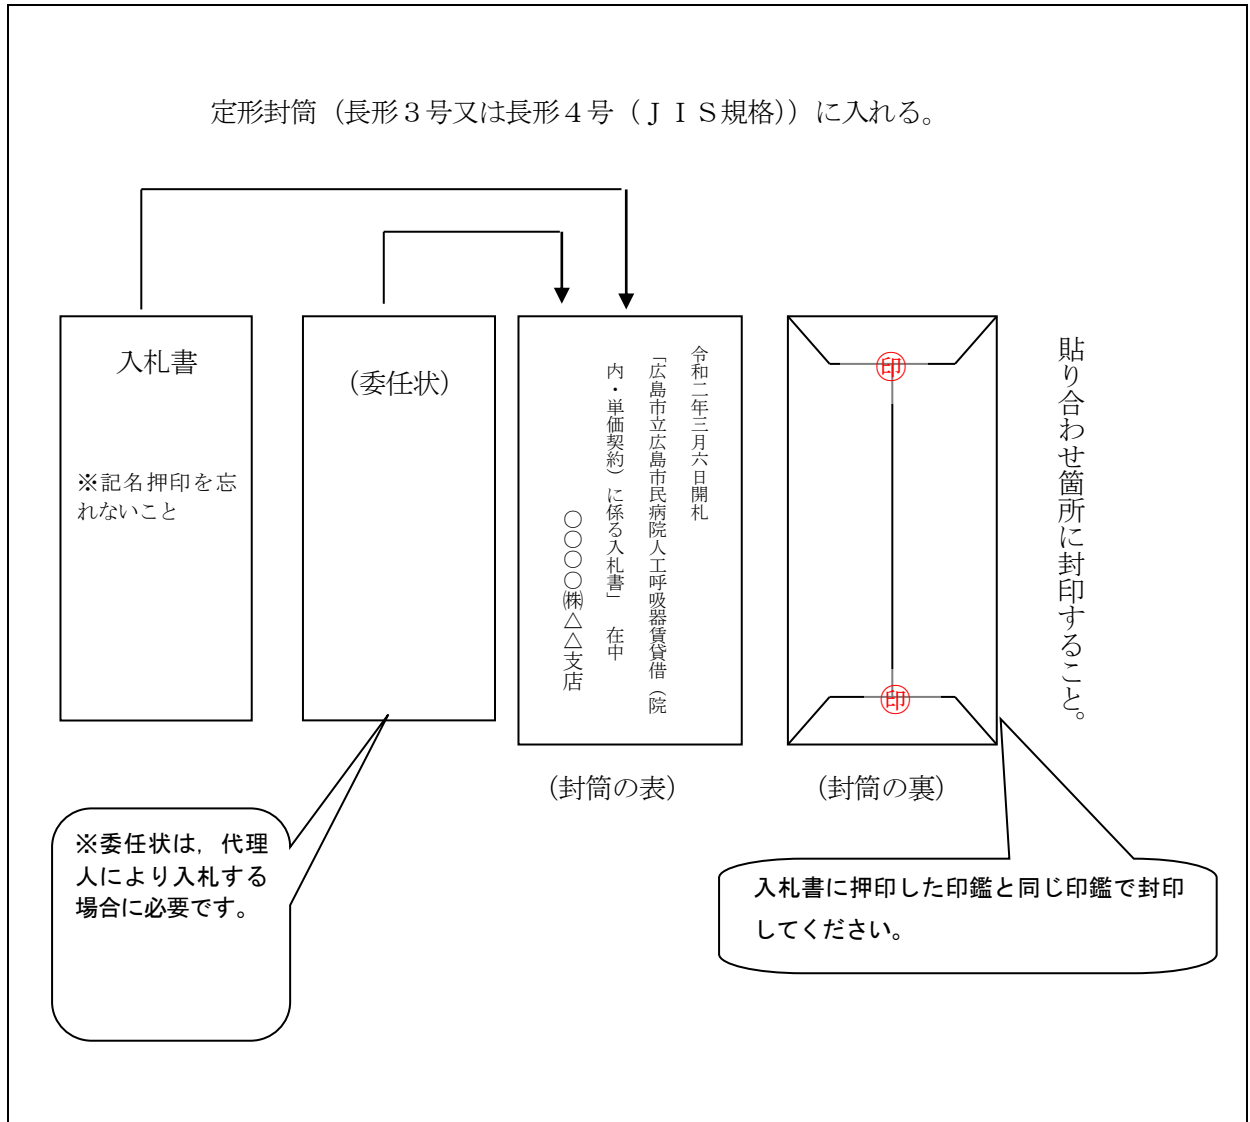 定形封筒（長形３号又は長形４号（ＪＩＳ規格））に入れる。
入札書
※記名押印を忘
れないこと
（委任状）
令和二年三月六日開札
「広島市立広島市民病院人工呼吸器賃貸借（院
内・単価契約）に係る入札書」　在中
〇〇〇〇㈱△△支店
印
印
貼り合わせ箇所に封印すること。
（封筒の表）
（封筒の裏）
※委任状は，代理
人により入札する
場合に必要です。
入札書に押印した印鑑と同じ印鑑で封印
してください。